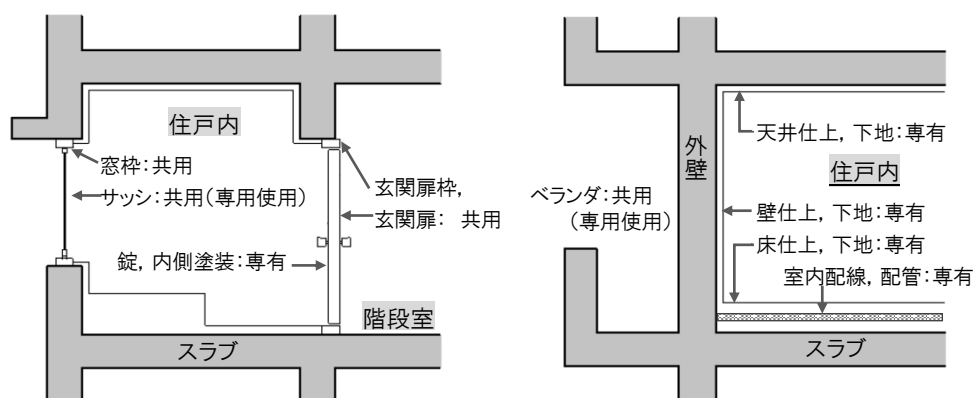 住戸内
窓枠：共用
サッシ：共用（専用使用）
玄関扉枠，
玄関扉： 共用
錠，内側塗装：専有
階段室
スラブ
外壁
天井仕上，下地：専有
住戸内
ベランダ：共用
（専用使用）
壁仕上，下地：専有
床仕上，下地：専有
室内配線，配管：専有
スラブ